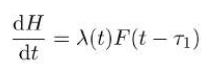 dH/dt = λ(t)F(t − τ₁)